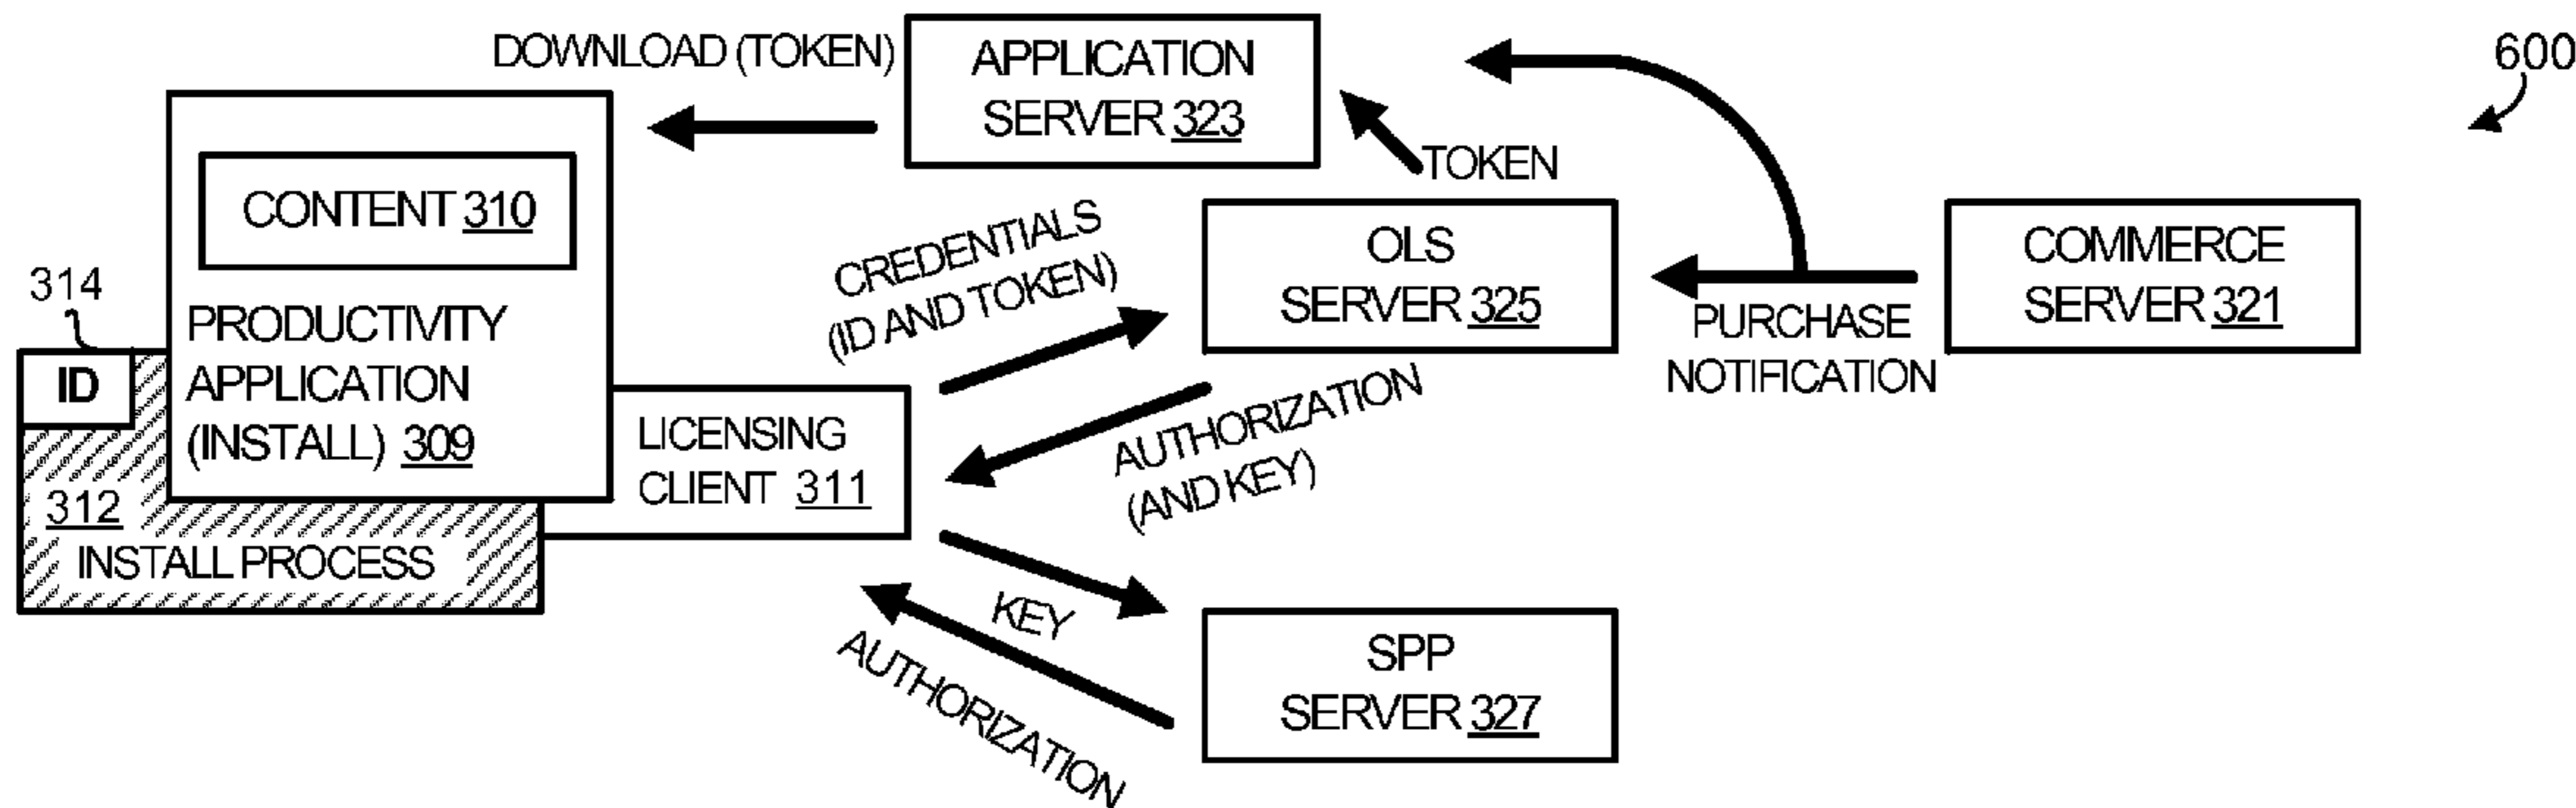 DOWNLOAD (TOKEN)
APPLICATION
SERVER 323
600
TOKEN
CONTENT 310
CREDENTIALS
(ID AND TOKEN)
OLS
SERVER 325
COMMERCE
SERVER 321
PURCHASE
NOTIFICATION
314
ID
PRODUCTIVITY
APPLICATION
(INSTALL) 309
LICENSING
CLIENT 311
AUTHORIZATION
(AND KEY)
312
INSTALL PROCESS
KEY
AUTHORIZATION
SPP
SERVER 327